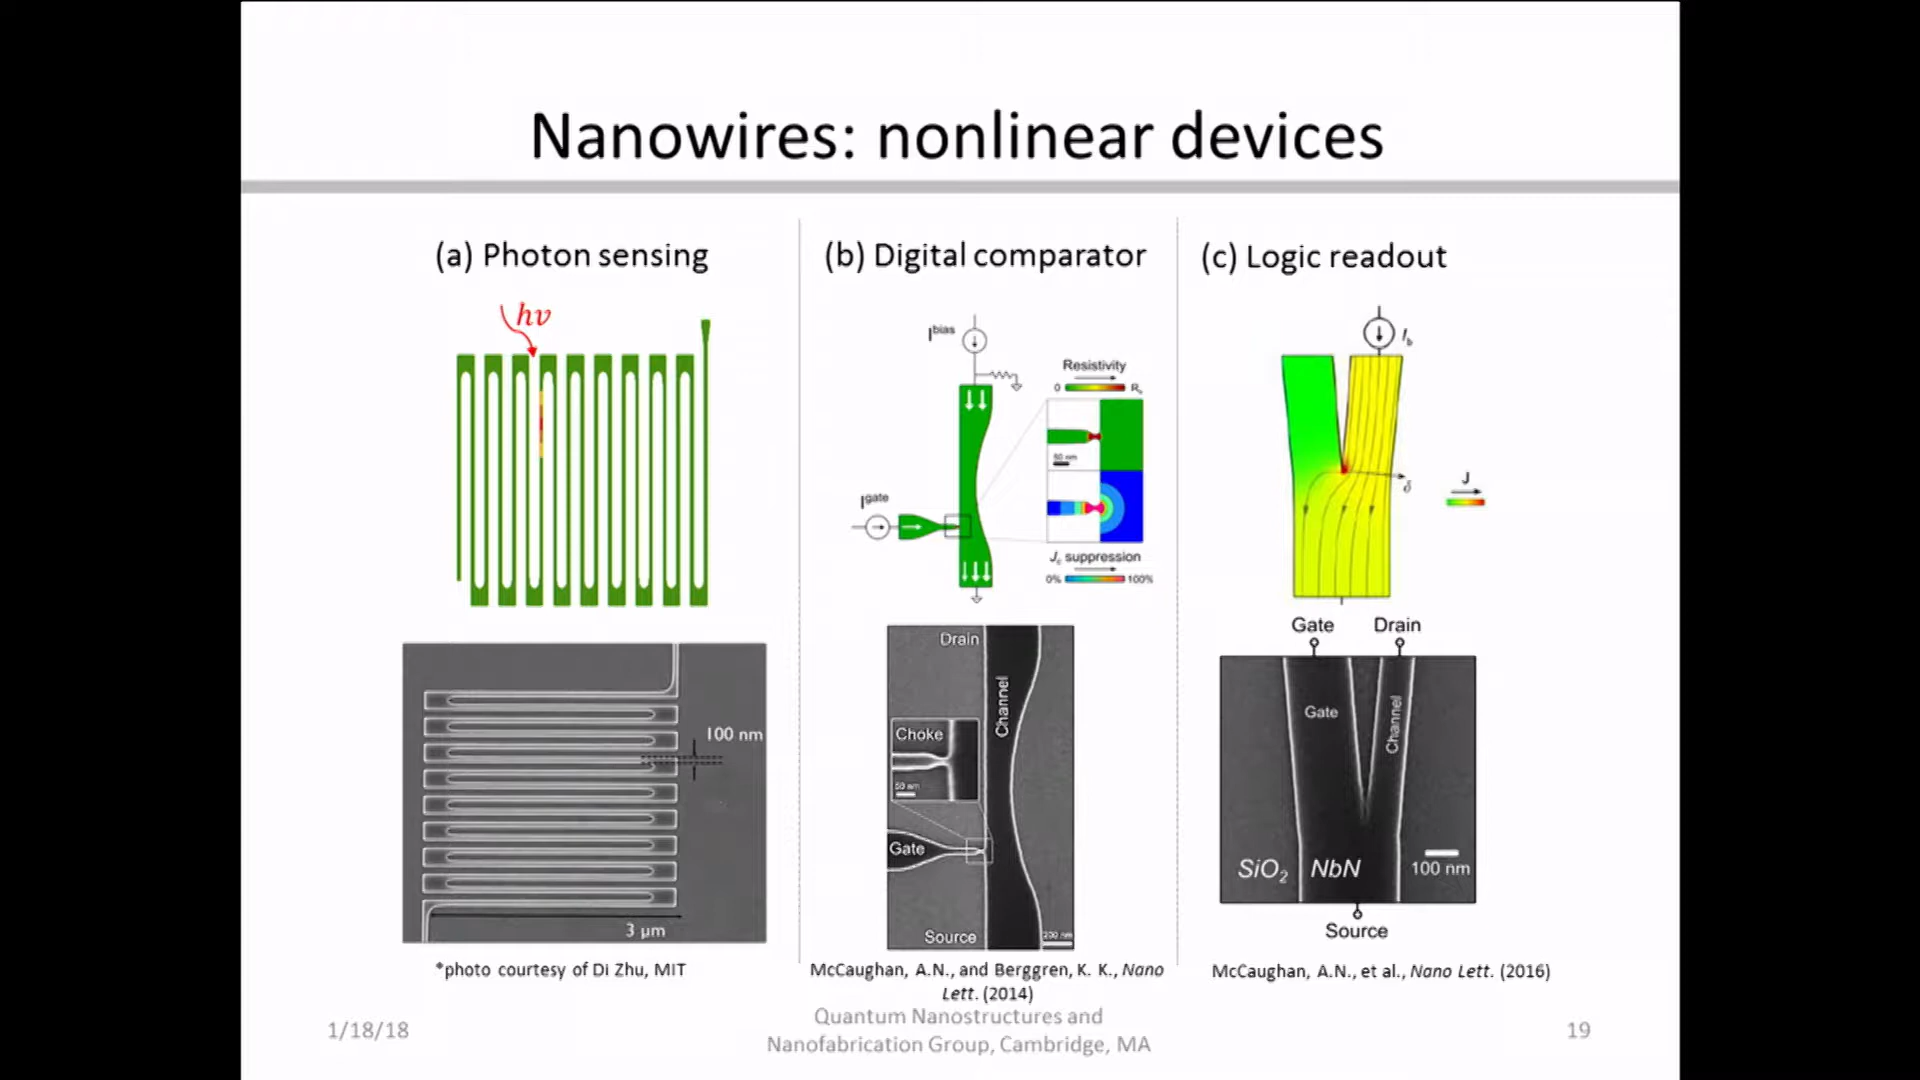 Nanowires: nonlinear devices
(a) Photon sensing
hν
100 nm
3 μm
*photo courtesy of Di Zhu, MIT
(b) Digital comparator
I^bias
Resistivity
0
50 nm
I^gate
J_c suppression
0%
100%
Drain
Channel
Choke
50 nm
Gate
Source
200 nm
McCaughan, A.N., and Berggren, K. K., Nano
Lett. (2014)
(c) Logic readout
I_b
δ
J
Gate
Drain
Gate
Channel
SiO₂
NbN
100 nm
Source
McCaughan, A.N., et al., Nano Lett. (2016)
1/18/18
Quantum Nanostructures and
Nanofabrication Group, Cambridge, MA
19